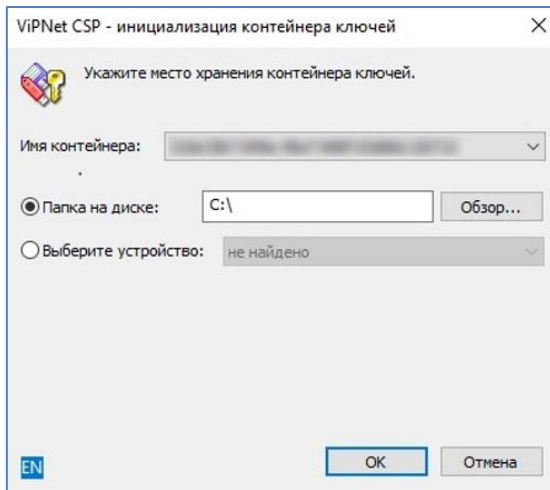 ViPNet CSP - инициализация контейнера ключей
Укажите место хранения контейнера ключей.
Имя контейнера:
Папка на диске: C:\ Обзор...
Выберите устройство: не найдено
EN OK Отмена